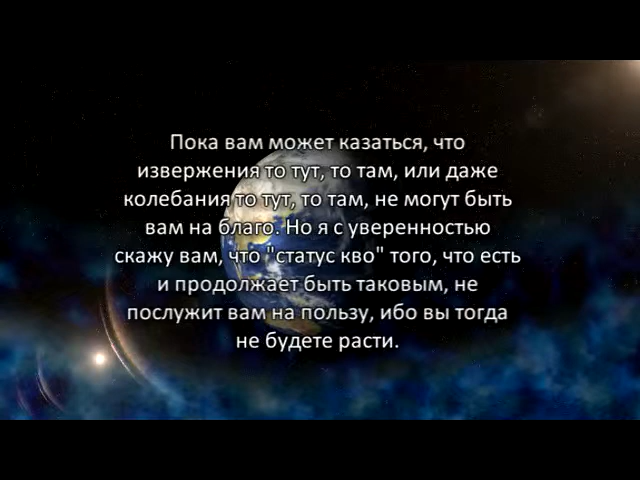 Пока вам может казаться, что
извержения то тут, то там, или даже
колебания то тут, то там, не могут быть
вам на благо. Но я с уверенностью
скажу вам, что "статус кво" того, что есть
и продолжает быть таковым, не
послужит вам на пользу, ибо вы тогда
не будете расти.